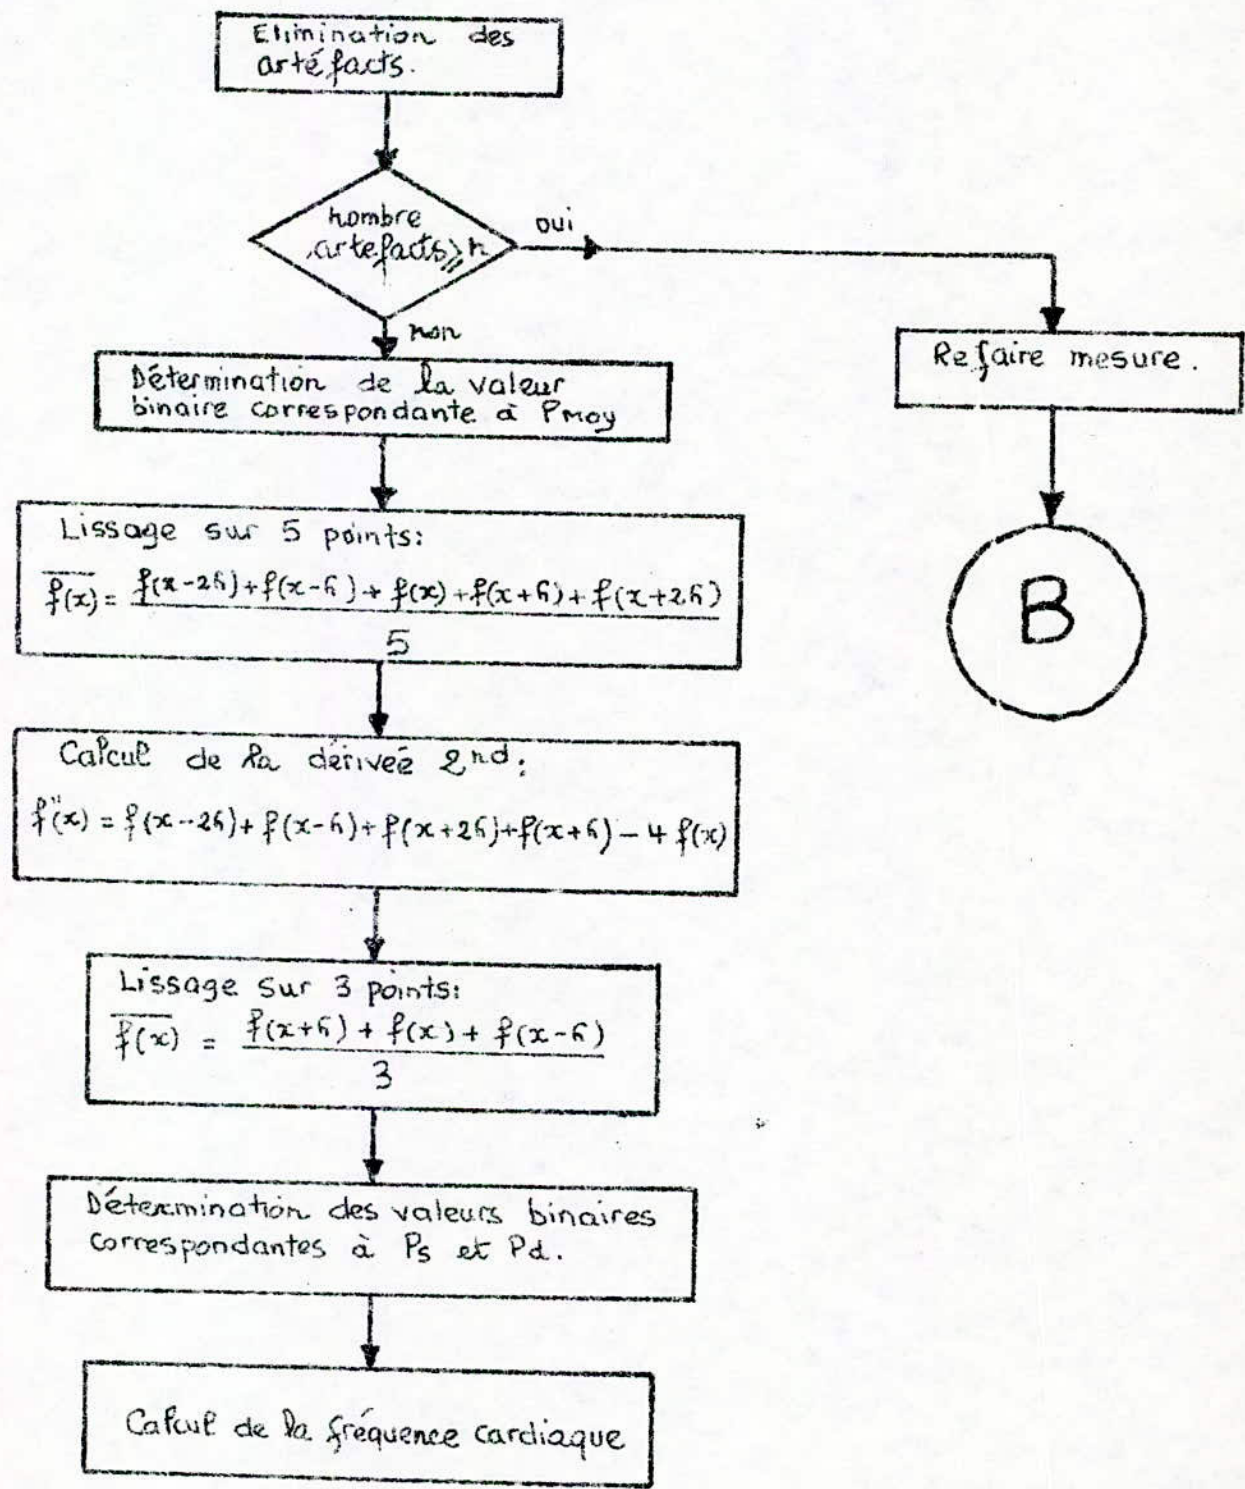 Elimination des
artéfacts.
nombre
artefacts ≥ n
oui
non
Refaire mesure.
Détermination de la valeur
binaire correspondante à Pmoy
B
Lissage sur 5 points:
f(x) = f(x-2h) + f(x-h) + f(x) + f(x+h) + f(x+2h)
5
Calcul de la dériveé 2nd:
f"(x) = f(x-2h) + f(x-h) + f(x+2h) + f(x+h) - 4 f(x)
Lissage sur 3 points:
f(x) = f(x+h) + f(x) + f(x-h)
3
Détermination des valeurs binaires
correspondantes à Ps et Pd.
Calcul de la fréquence cardiaque